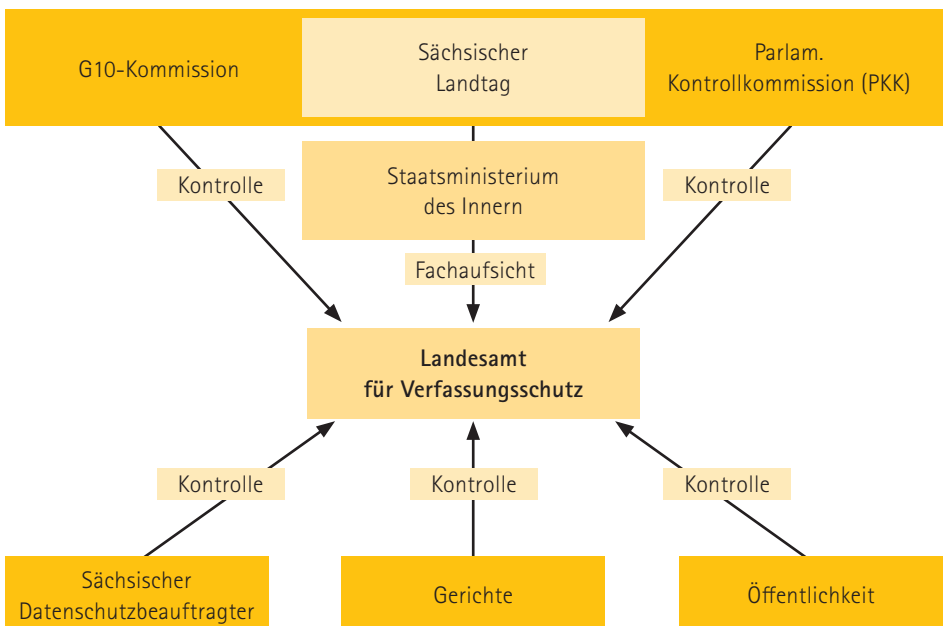 G10-Kommission
Sächsischer
Landtag
Parlam.
Kontrollkommission (PKK)
Kontrolle
Staatsministerium
des Innern
Kontrolle
Fachaufsicht
Landesamt
für Verfassungsschutz
Kontrolle
Kontrolle
Kontrolle
Sächsischer
Datenschutzbeauftragter
Gerichte
Öffentlichkeit